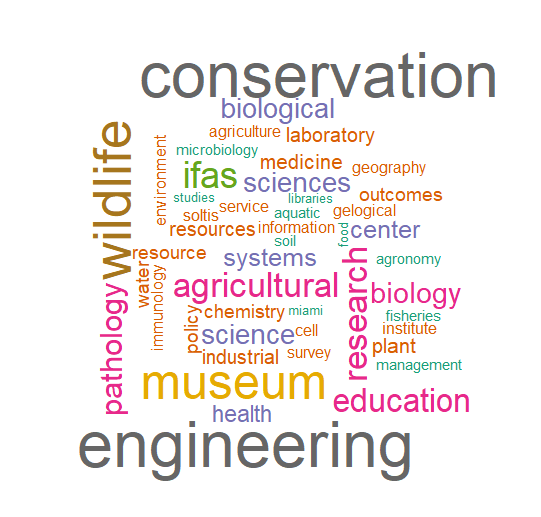 conservation
biological
wildlife
agriculture
laboratory
environment
microbiology
medicine
geography
ifas
sciences
studies
libraries
outcomes
soltis
service
aquatic
gelological
resources
information
food
center
soil
resource
systems
agronomy
water
immunology
agricultural
research
biology
pathology
policy
chemistry
miami
fisheries
science
cell
institute
industrial
survey
plant
management
museum
education
health
engineering